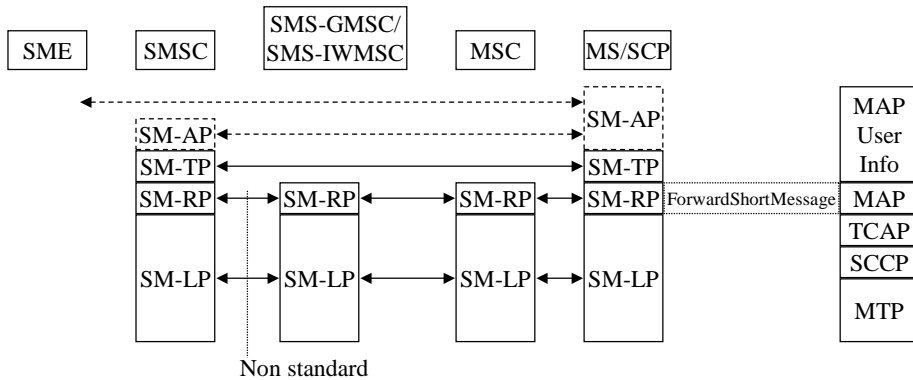 SMS-GMSC/
SME SMSC SMS-IWMSC MSC MS/SCP
MAP
SM-AP
User
SM-AP
SM-TP SM-TP Info
SM-RP SM-RP SM-RP SM-RP ForwardShortMessage MAP
TCAP
SCCP
SM-LP SM-LP SM-LP SM-LP
MTP
Non standard